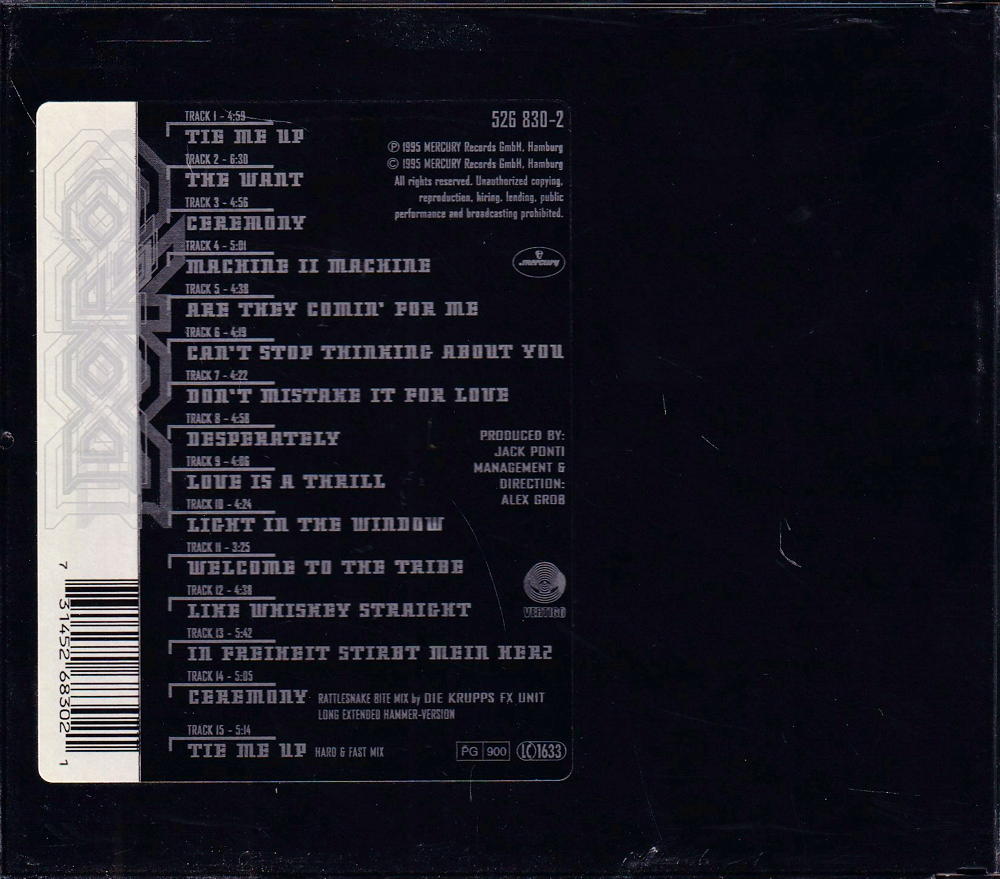 TRACK 1 - 4:59
TIE ME UP
TRACK 2 - 6:30
THE WANT
TRACK 3 - 4:56
CEREMONY
TRACK 4 - 5:01
MACHINE II MACHINE
TRACK 5 - 4:38
ARE THEY COMIN' FOR ME
TRACK 6 - 4:19
CAN'T STOP THINKING ABOUT YOU
TRACK 7 - 4:22
DON'T MISTAKE IT FOR LOVE
TRACK 8 - 4:58
DESPERATELY
TRACK 9 - 4:06
LOVE IS A THRILL
TRACK 10 - 4:24
LIGHT IN THE WINDOW
TRACK 11 - 3:25
WELCOME TO THE TRIBE
TRACK 12 - 4:38
LIKE WHISKEY STRAIGHT
TRACK 13 - 5:42
IN FREIHEIT STIRBT MEIN HERZ
TRACK 14 - 5:05
CEREMONY RATTLESNAKE BITE MIX by DIE KRUPPS FX UNIT
LONG EXTENDED HAMMER-VERSION
TRACK 15 - 5:14
TIE ME UP HARD & FAST MIX
526 830-2
℗ 1995 MERCURY Records GmbH, Hamburg
© 1995 MERCURY Records GmbH, Hamburg
All rights reserved. Unauthorized copying,
reproduction, hiring, lending, public
performance and broadcasting prohibited.
mercury
PRODUCED BY:
JACK PONTI
MANAGEMENT &
DIRECTION:
ALEX GROB
VERTIGO
PG 900 LC 1633
DORO
7 31452 68302 1